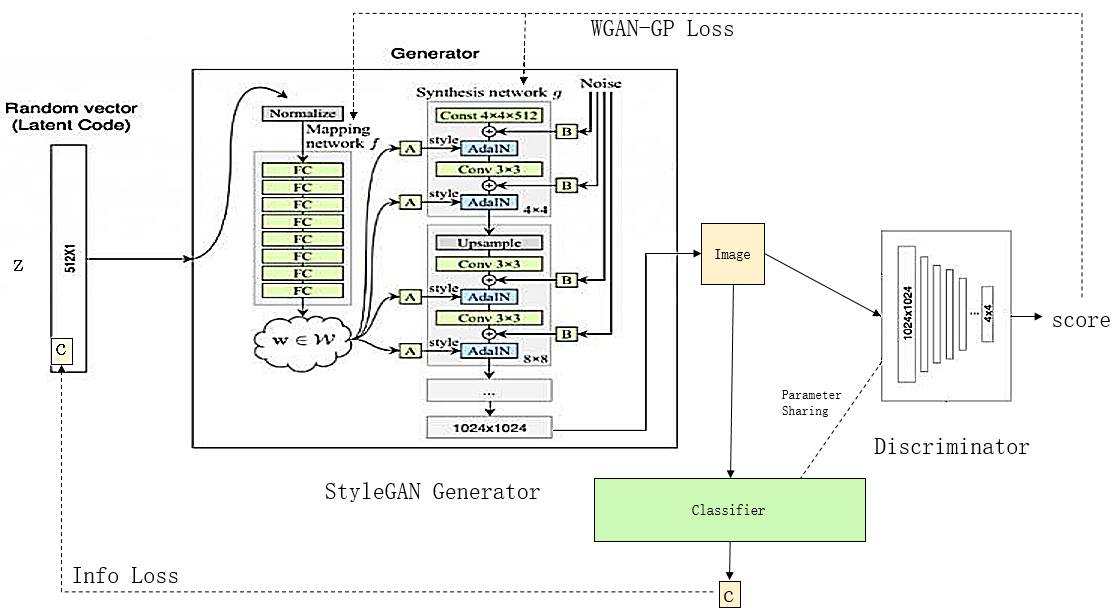 WGAN-GP Loss
Generator
Random vector
(Latent Code)
Z
512X1
C
Normalize
Mapping
network f
FC
FC
FC
FC
FC
FC
FC
FC
w ∈ W
Synthesis network g
Noise
Const 4×4×512
B
A
style
AdaIN
Conv 3×3
B
A
style
AdaIN
4×4
Upsample
Conv 3×3
B
A
style
AdaIN
Conv 3×3
B
A
style
AdaIN
8×8
...
1024x1024
StyleGAN Generator
Image
1024x1024
...
4x4
score
Parameter
Sharing
Discriminator
Classifier
Info Loss
C